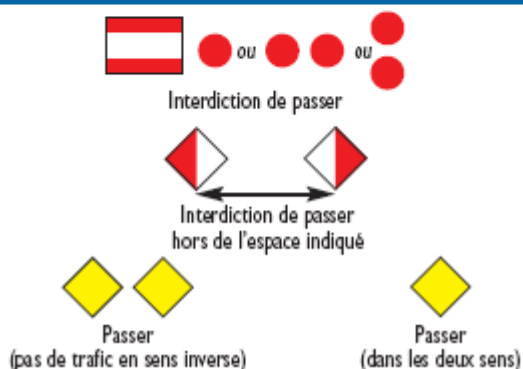 ou ou
Interdiction de passer
Interdiction de passer
hors de l'espace indiqué
Passer
(pas de trafic en sens inverse)
Passer
(dans les deux sens)